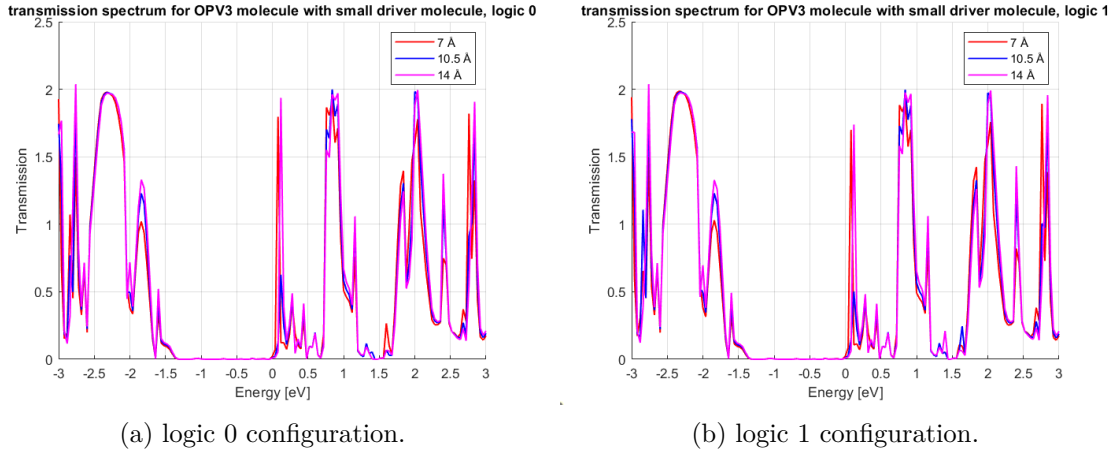 transmission spectrum for OPV3 molecule with small driver molecule, logic 0
2.5
2
1.5
1
0.5
0
Transmission
7 Å
10.5 Å
14 Å
-3 -2.5 -2 -1.5 -1 -0.5 0 0.5 1 1.5 2 2.5 3
Energy [eV]
(a) logic 0 configuration.
transmission spectrum for OPV3 molecule with small driver molecule, logic 1
2.5
2
1.5
1
0.5
0
Transmission
7 Å
10.5 Å
14 Å
-3 -2.5 -2 -1.5 -1 -0.5 0 0.5 1 1.5 2 2.5 3
Energy [eV]
(b) logic 1 configuration.